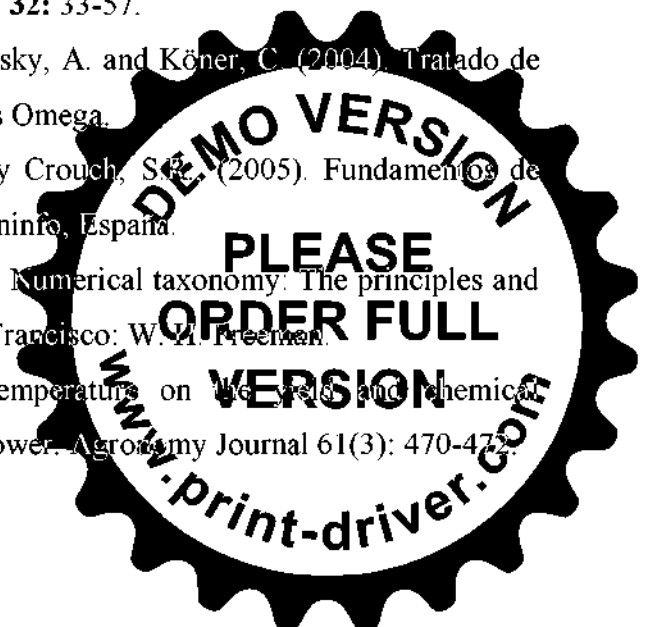 32: 33-57.
sky, A. and Köner, C. (2004). Tratado de
s Omega.
y Crouch, S.R.. (2005). Fundamentos de
ninfo, España.
Numerical taxonomy: The principles and
Francisco: W. H. Freeman.
emperature on the yield and chemical
ower. Agronomy Journal 61(3): 470-472.
DEMO VERSION
PLEASE
ORDER FULL
VERSION
www.print-driver.com